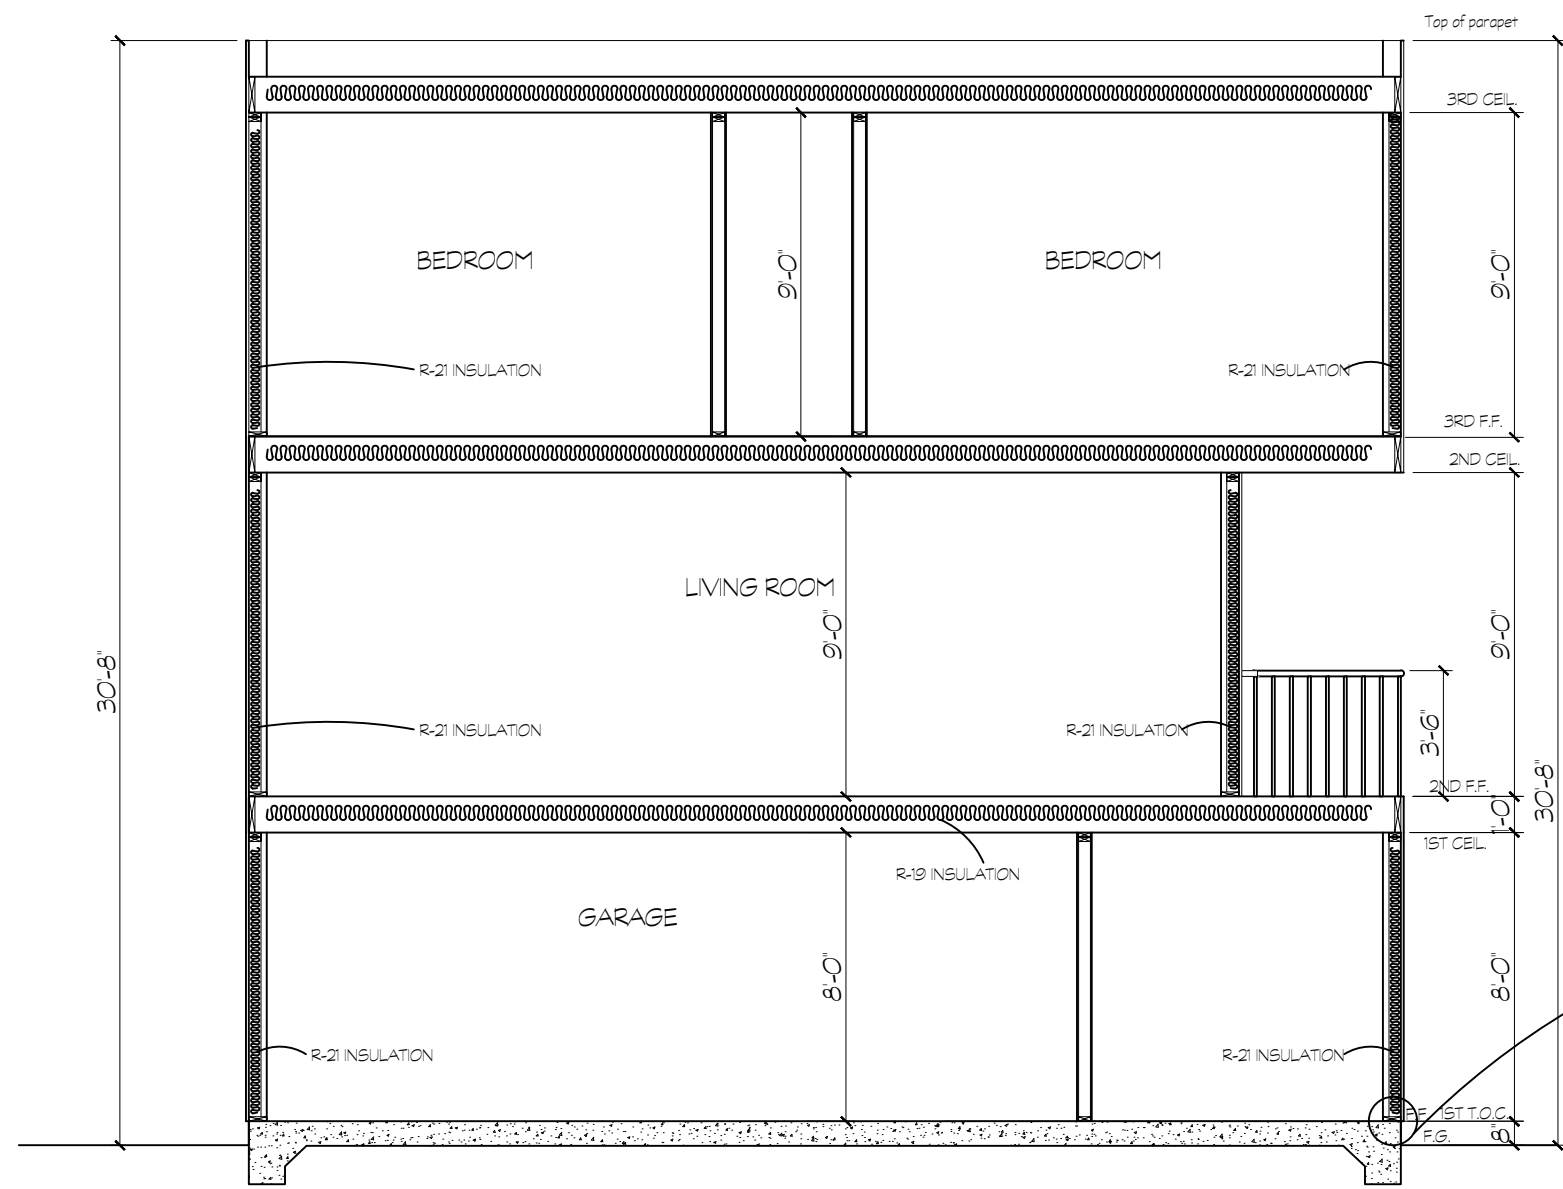 Top of parapet
3RD CEIL.
BEDROOM
9'-0"
BEDROOM
9'-0"
R-21 INSULATION
R-21 INSULATION
3RD F.F.
2ND CEIL.
LIVING ROOM
9'-0"
9'-0"
30'-8"
R-21 INSULATION
R-21 INSULATION
3'-6"
2ND F.F.
30'-8"
1'-0"
1ST CEIL.
R-19 INSULATION
GARAGE
8'-0"
8'-0"
R-21 INSULATION
R-21 INSULATION
F.F. 1ST T.O.C.
F.G.
8"